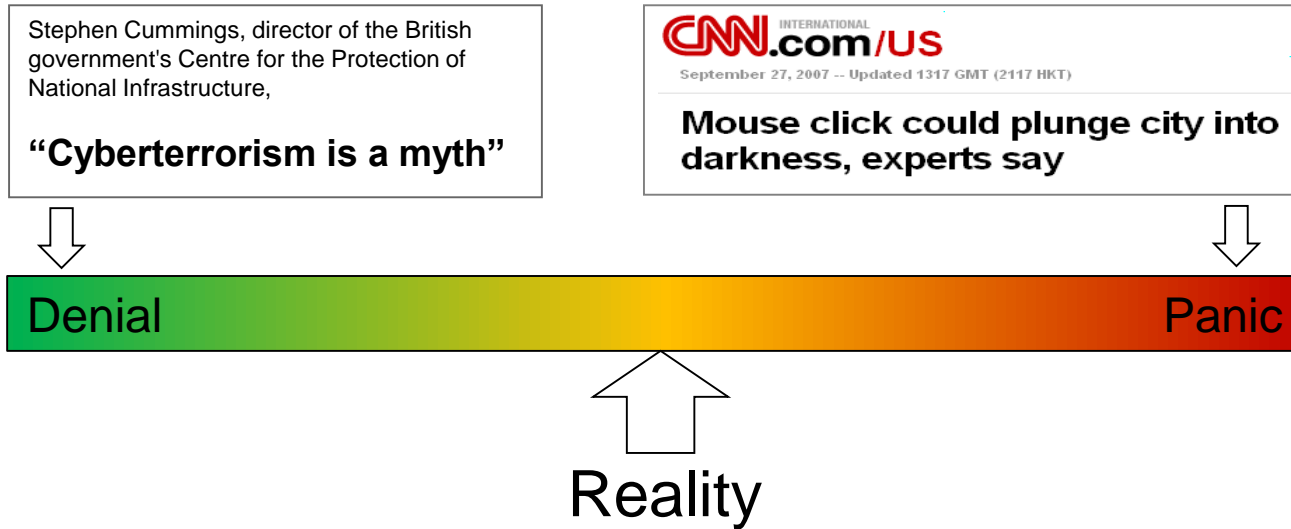 Stephen Cummings, director of the British
government's Centre for the Protection of
National Infrastructure,
“Cyberterrorism is a myth”
CNN INTERNATIONAL
.com/US
September 27, 2007 -- Updated 1317 GMT (2117 HKT)
Mouse click could plunge city into
darkness, experts say
Denial
Panic
Reality